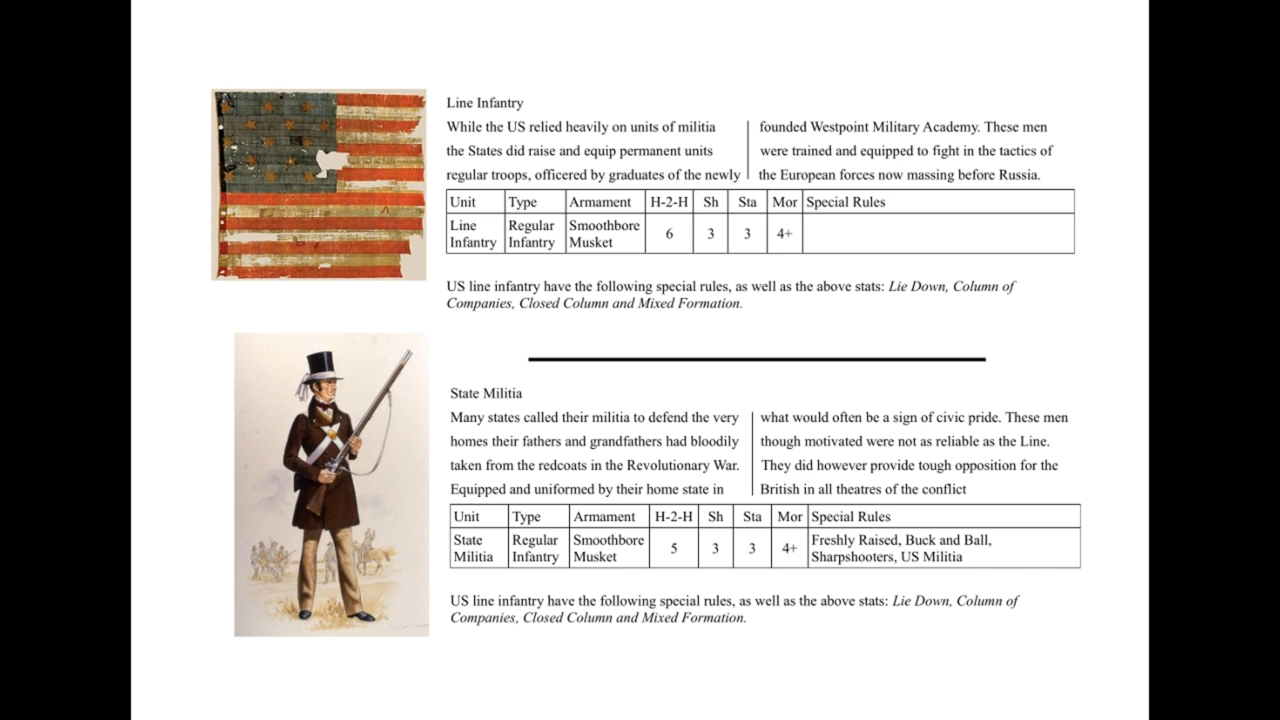 Line Infantry
While the US relied heavily on units of militia
the States did raise and equip permanent units
regular troops, officered by graduates of the newly
founded Westpoint Military Academy. These men
were trained and equipped to fight in the tactics of
the European forces now massing before Russia.
Unit Type Armament H-2-H Sh Sta Mor Special Rules
Line Regular Smoothbore
Infantry Infantry Musket 6 3 3 4+
US line infantry have the following special rules, as well as the above stats: Lie Down, Column of
Companies, Closed Column and Mixed Formation.
State Militia
Many states called their militia to defend the very
homes their fathers and grandfathers had bloodily
taken from the redcoats in the Revolutionary War.
Equipped and uniformed by their home state in
what would often be a sign of civic pride. These men
though motivated were not as reliable as the Line.
They did however provide tough opposition for the
British in all theatres of the conflict
Unit Type Armament H-2-H Sh Sta Mor Special Rules
State Regular Smoothbore 5 3 3 4+ Freshly Raised, Buck and Ball,
Militia Infantry Musket Sharpshooters, US Militia
US line infantry have the following special rules, as well as the above stats: Lie Down, Column of
Companies, Closed Column and Mixed Formation.